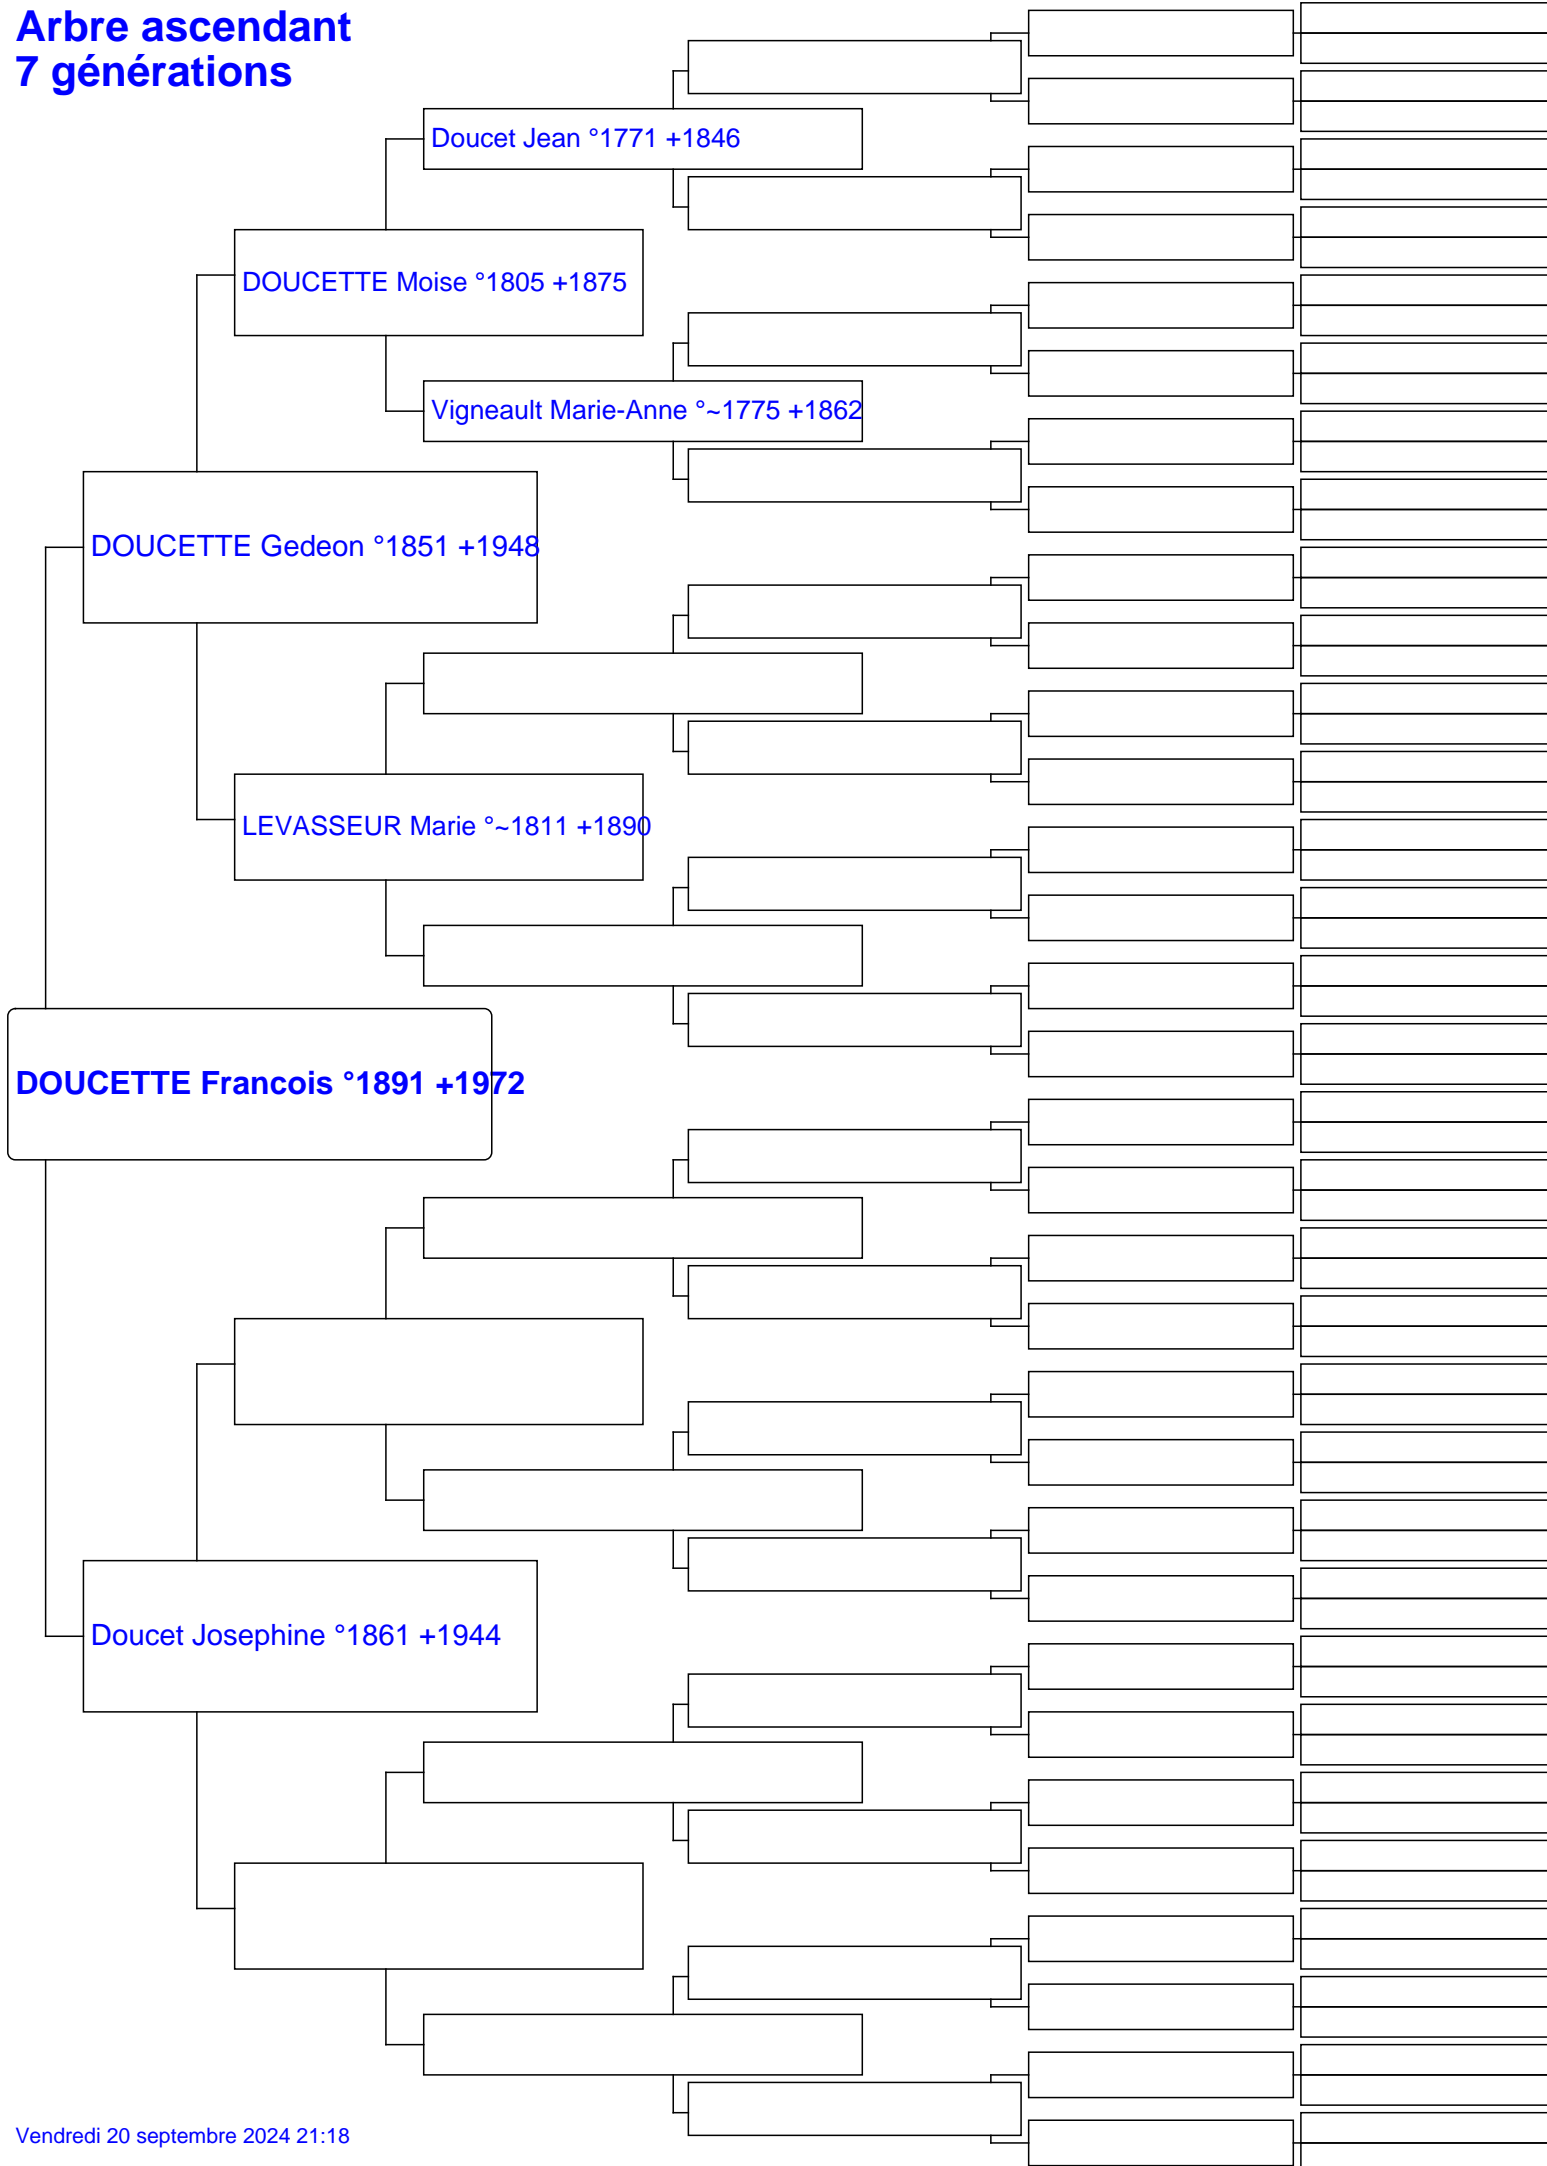 Arbre ascendant
7 générations
Doucet Jean °1771 +1846
DOUCETTE Moise °1805 +1875
Vigneault Marie-Anne °~1775 +1862
DOUCETTE Gedeon °1851 +1948
LEVASSEUR Marie °~1811 +1890
DOUCETTE Francois °1891 +1972
Doucet Josephine °1861 +1944
Vendredi 20 septembre 2024 21:18